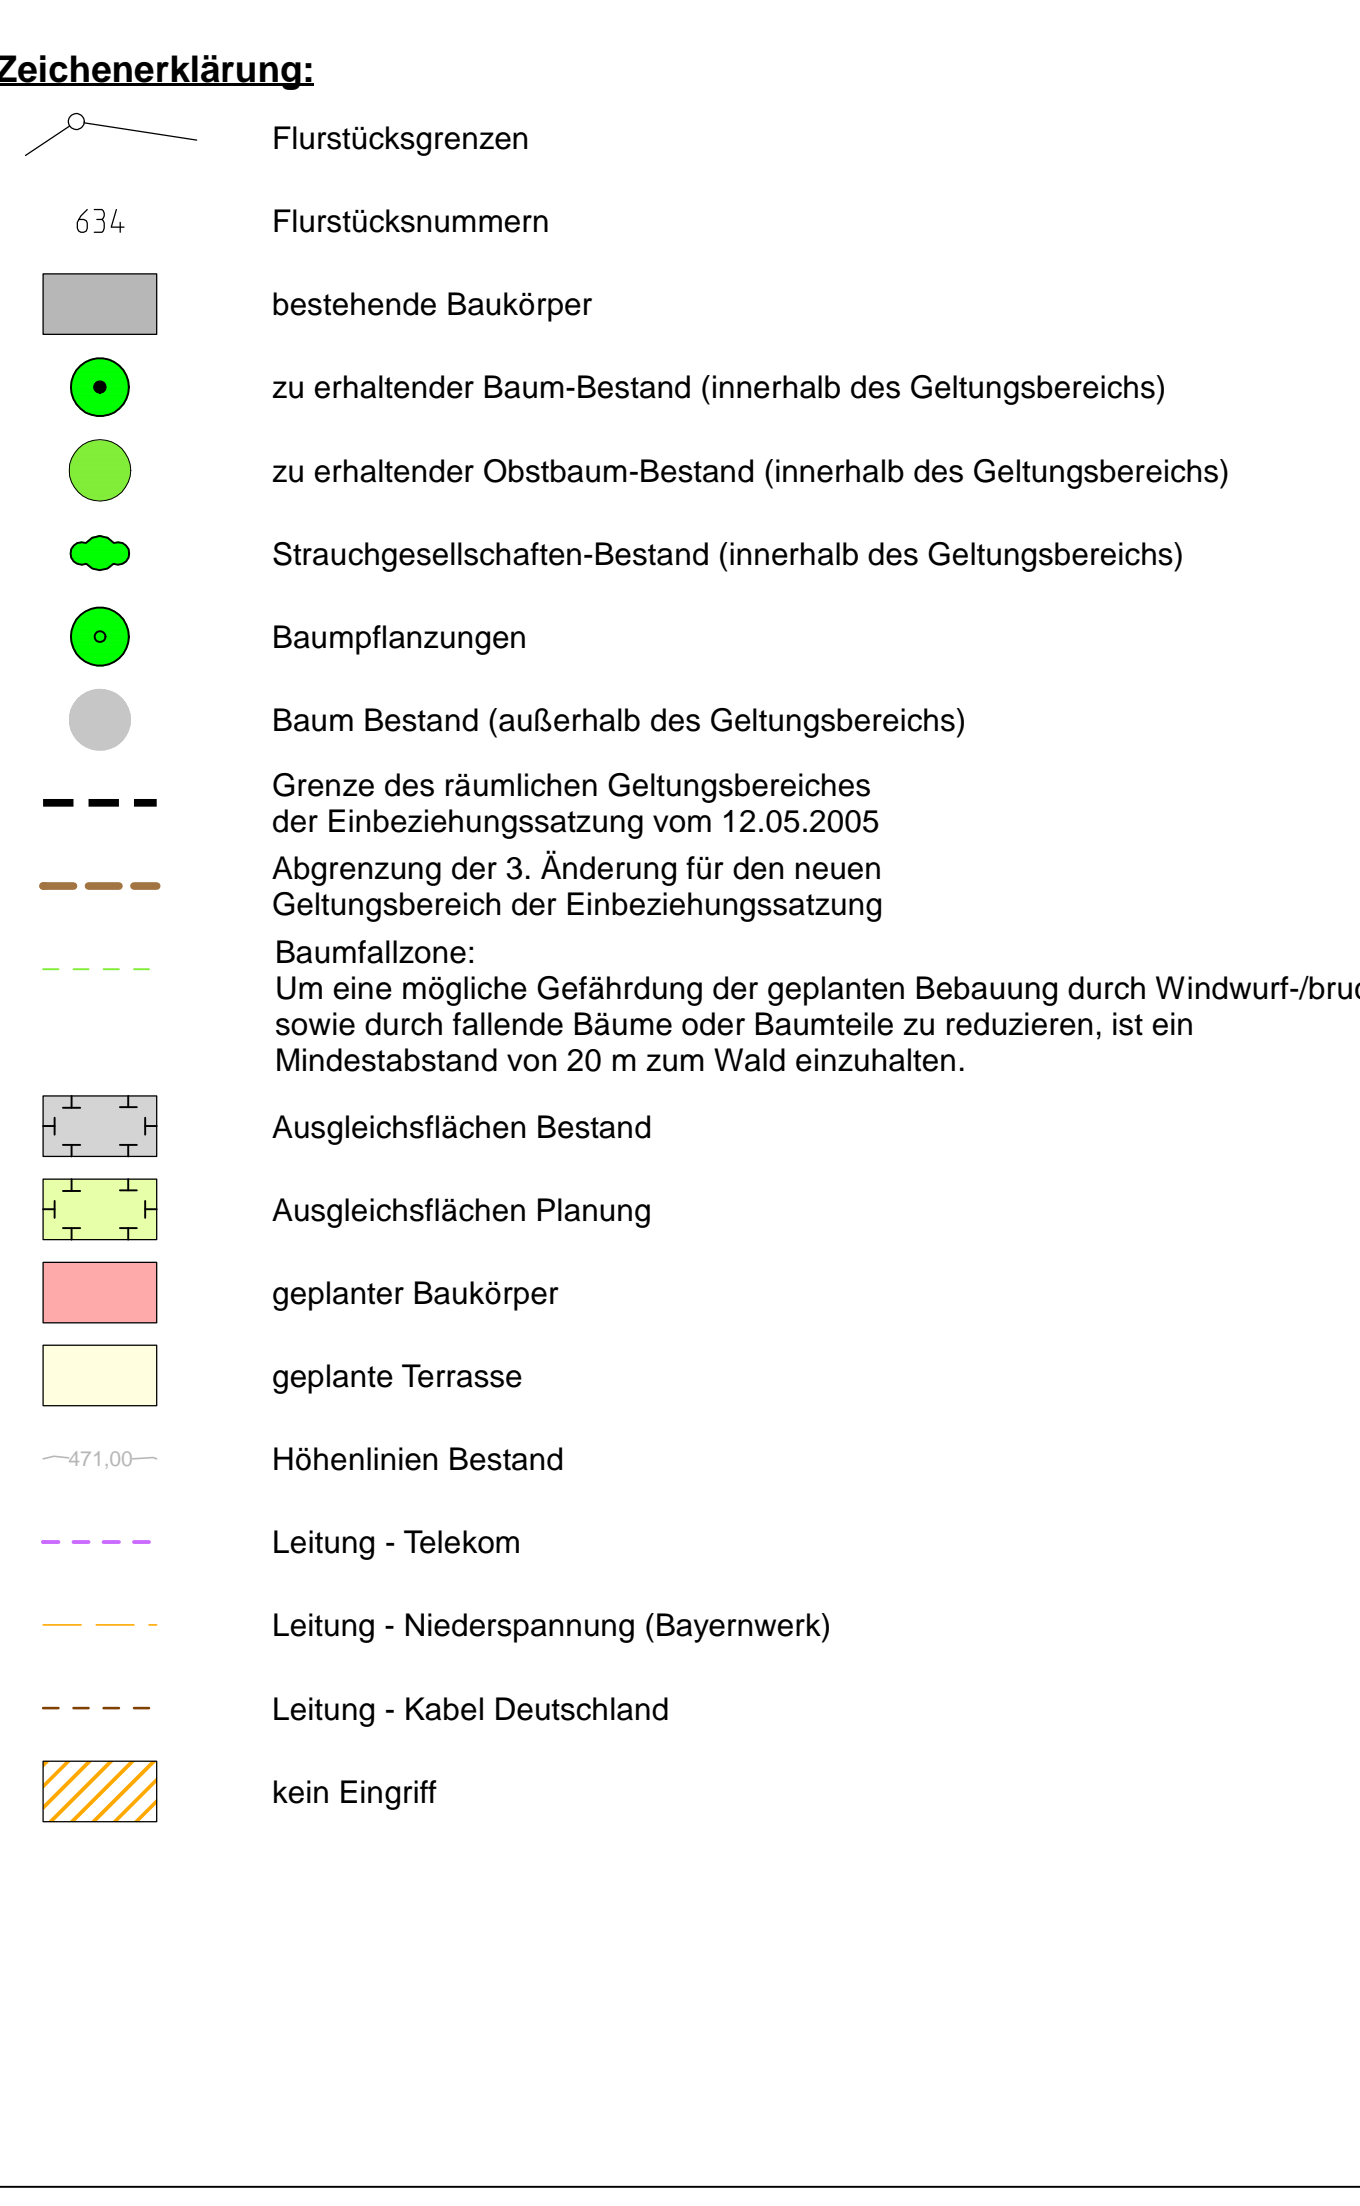 Zeichenerklärung:
Flurstücksgrenzen
634 Flurstücksnummern
bestehende Baukörper
zu erhaltender Baum-Bestand (innerhalb des Geltungsbereichs)
zu erhaltender Obstbaum-Bestand (innerhalb des Geltungsbereichs)
Strauchgesellschaften-Bestand (innerhalb des Geltungsbereichs)
Baumpflanzungen
Baum Bestand (außerhalb des Geltungsbereichs)
Grenze des räumlichen Geltungsbereiches
der Einbeziehungssatzung vom 12.05.2005
Abgrenzung der 3. Änderung für den neuen
Geltungsbereich der Einbeziehungssatzung
Baumfallzone:
Um eine mögliche Gefährdung der geplanten Bebauung durch
sowie durch fallende Bäume oder Baumteile zu reduzieren, ist ein
Mindestabstand von 20 m zum Wald einzuhalten.
Ausgleichsflächen Bestand
Ausgleichsflächen Planung
geplanter Baukörper
geplante Terrasse
471,00 Höhenlinien Bestand
Leitung - Telekom
Leitung - Niederspannung (Bayernwerk)
Leitung - Kabel Deutschland
kein Eingriff